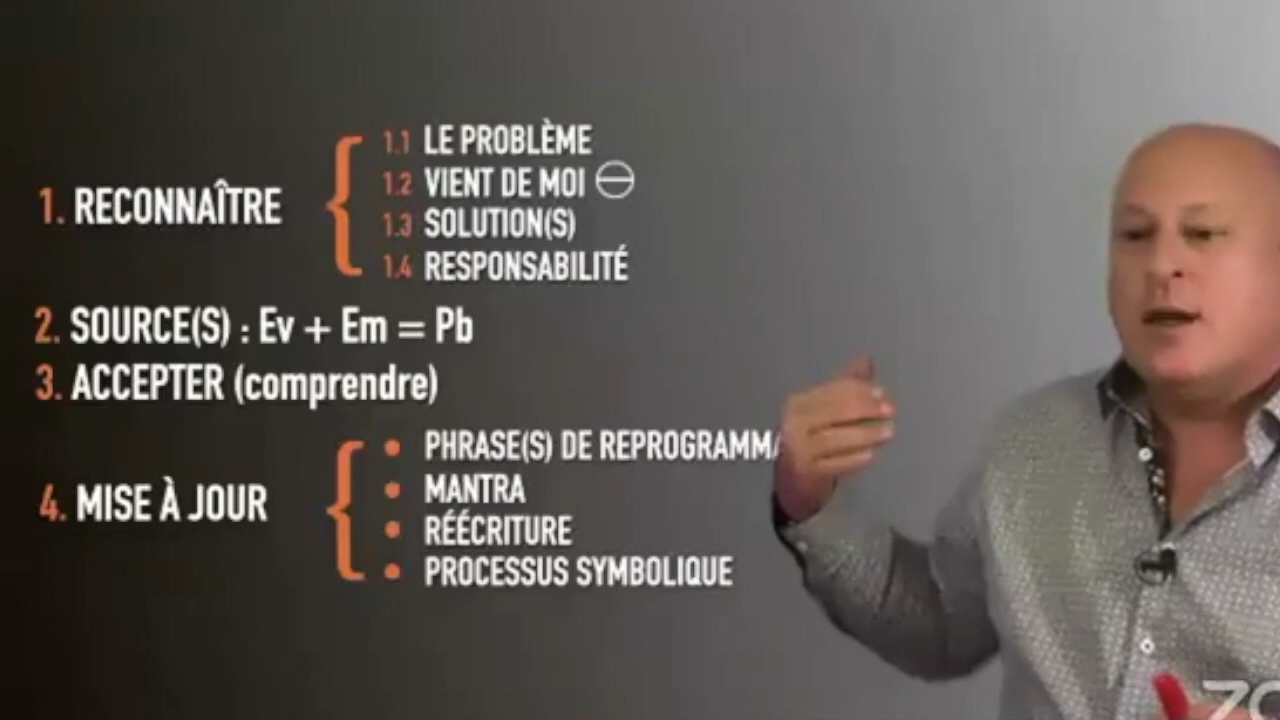 1. RECONNAÎTRE
1.1 LE PROBLÈME
1.2 VIENT DE MOI
1.3 SOLUTION(S)
1.4 RESPONSABILITÉ
2. SOURCE(S) : Ev + Em = Pb
3. ACCEPTER (comprendre)
4. MISE À JOUR
• PHRASE(S) DE REPROGRAMMA
• MANTRA
• RÉÉCRITURE
• PROCESSUS SYMBOLIQUE